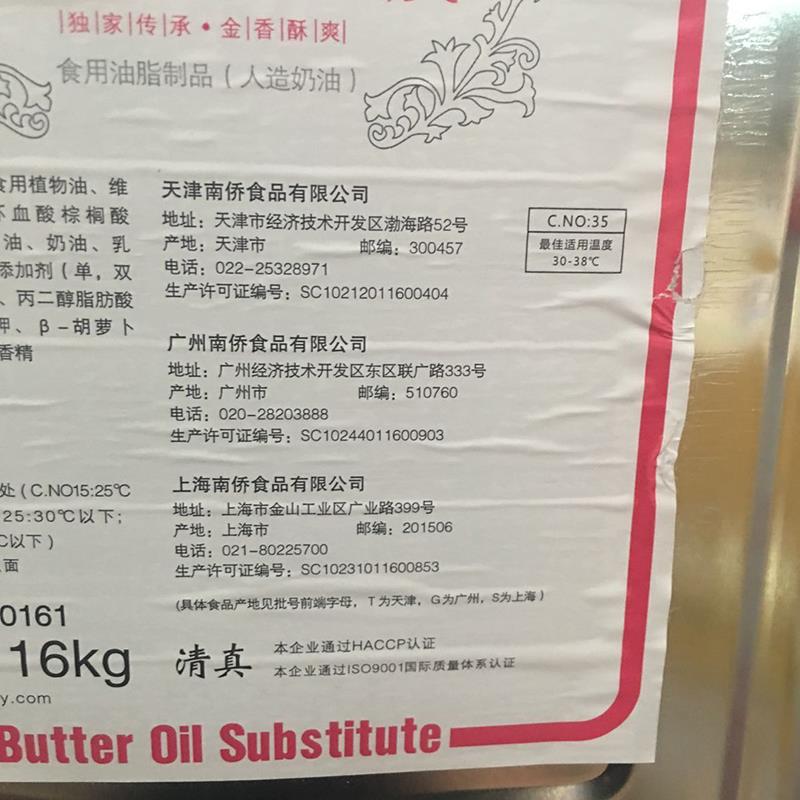 独|家|传|承·金|香|酥|爽
食用油脂制品（人造奶油）
食用植物油、维
坏血酸棕榈酸
油、奶油、乳
添加剂（单，双
、丙二醇脂肪酸
钾、β-胡萝卜
香精
天津南侨食品有限公司
地址：天津市经济技术开发区渤海路52号
产地：天津市 邮编：300457
电话：022-25328971
生产许可证编号：SC10212011600404
C.NO:35
最佳适用温度
30-38℃
广州南侨食品有限公司
地址：广州经济技术开发区东区联广路333号
产地：广州市 邮编：510760
电话：020-28203888
生产许可证编号：SC10244011600903
处（C.NO15:25℃
25:30℃以下；
C以下）
面
上海南侨食品有限公司
地址：上海市金山工业区广业路399号
产地：上海市 邮编：201506
电话：021-80225700
生产许可证编号：SC10231011600853
（具体食品产地见批号前端字母，T为天津，G为广州，S为上海）
0161
16kg
y.com
清真
本企业通过HACCP认证
本企业通过ISO9001国际质量体系认证
Butter Oil Substitute